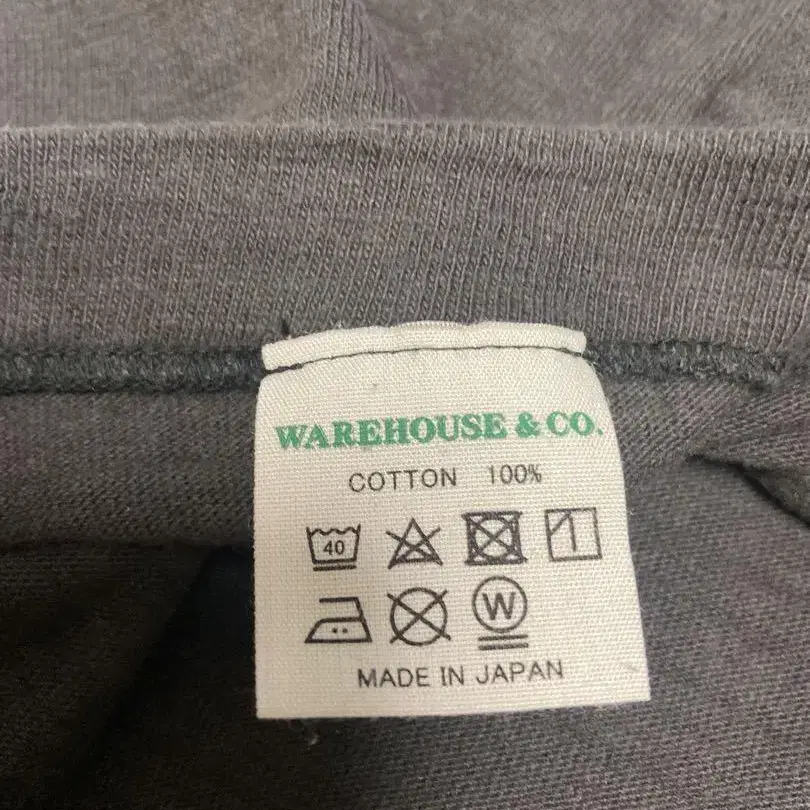 WAREHOUSE & CO.
COTTON 100%
40
W
MADE IN JAPAN